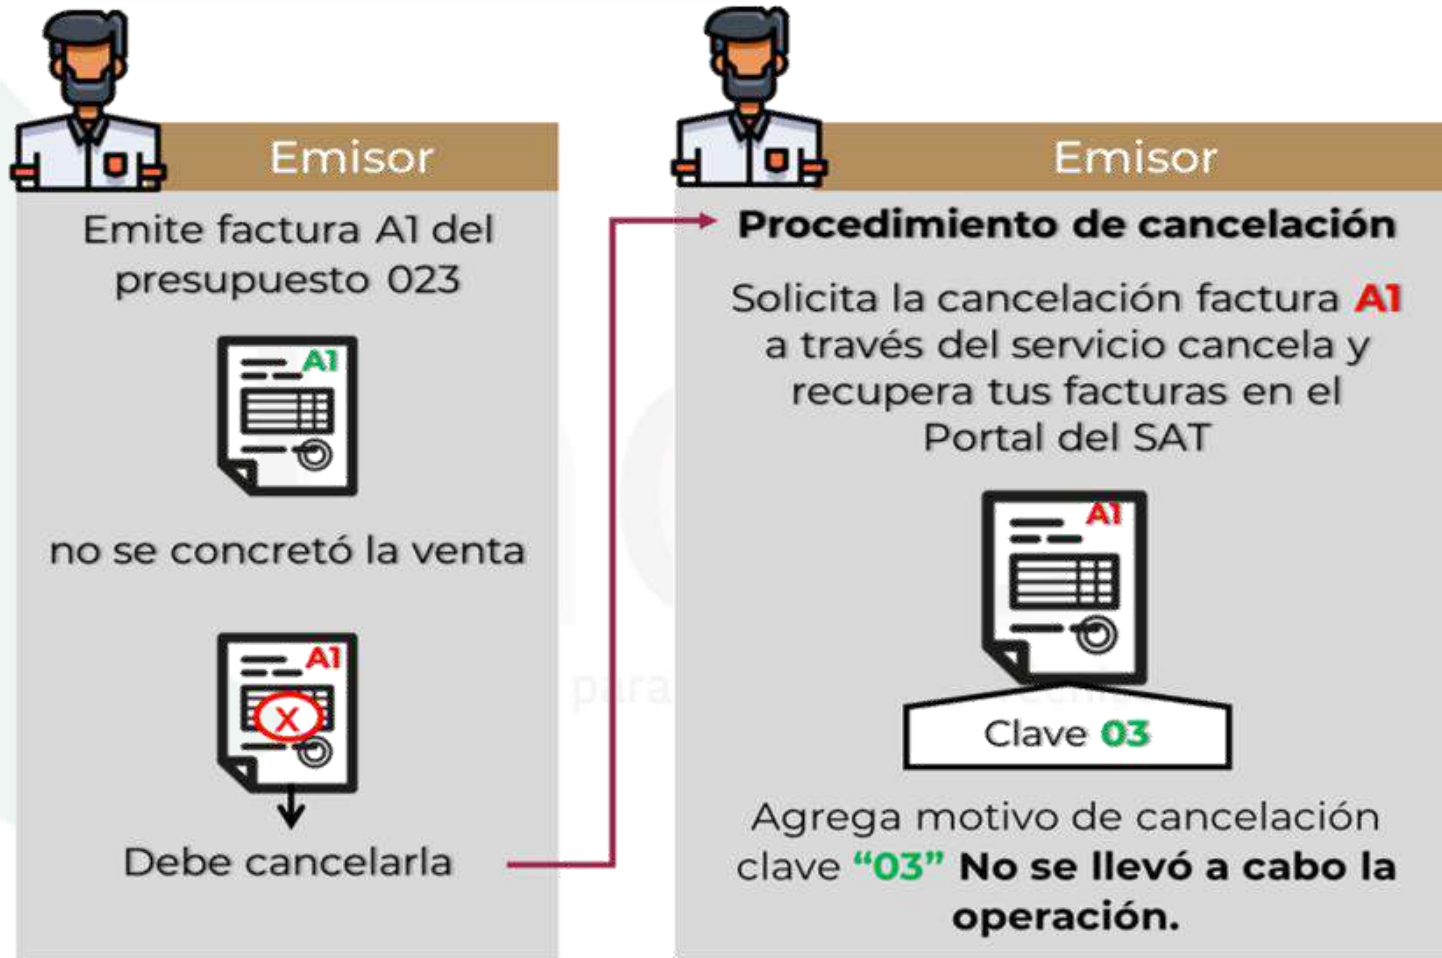 Emisor
Emite factura A1 del
presupuesto 023
A1
no se concretó la venta
A1
X
Debe cancelarla
Emisor
Procedimiento de cancelación
Solicita la cancelación factura A1
a través del servicio cancela y
recupera tus facturas en el
Portal del SAT
A1
Clave 03
Agrega motivo de cancelación
clave “03” No se llevó a cabo la
operación.
para